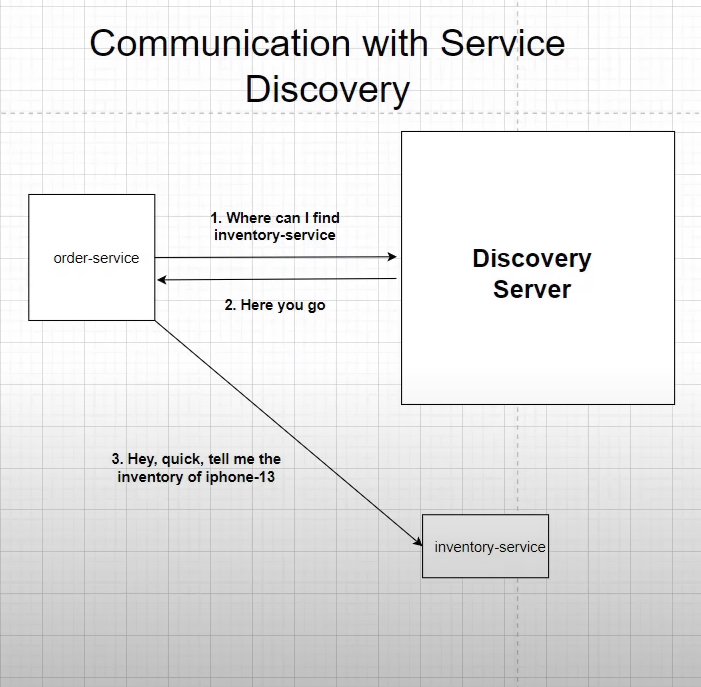 Communication with Service
Discovery
1. Where can I find
inventory-service
order-service
Discovery
Server
2. Here you go
3. Hey, quick, tell me the
inventory of iphone-13
inventory-service